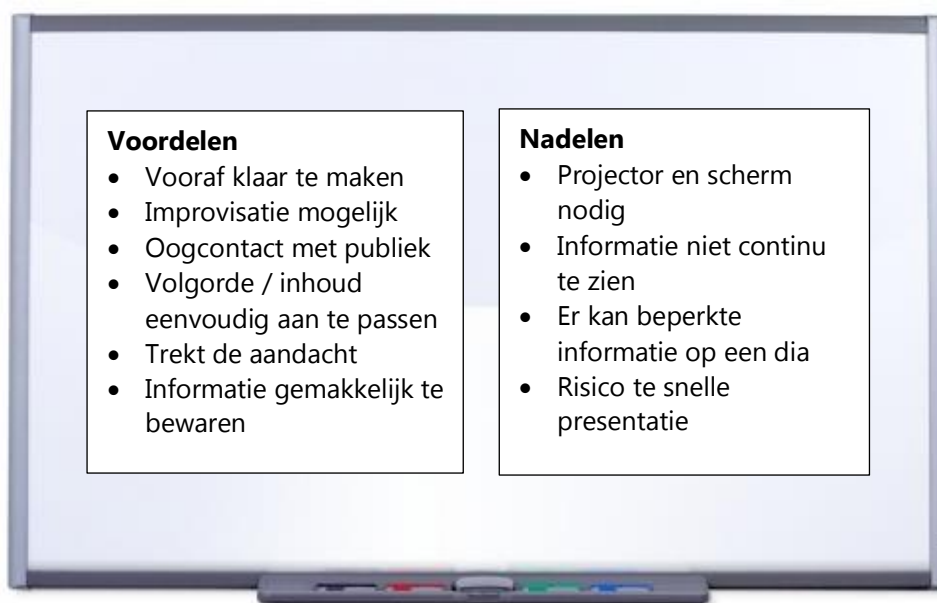 Voordelen
• Vooraf klaar te maken
• Improvisatie mogelijk
• Oogcontact met publiek
• Volgorde / inhoud
eenvoudig aan te passen
• Trekt de aandacht
• Informatie gemakkelijk te
bewaren
Nadelen
• Projector en scherm
nodig
• Informatie niet continu
te zien
• Er kan beperkte
informatie op een dia
• Risico te snelle
presentatie